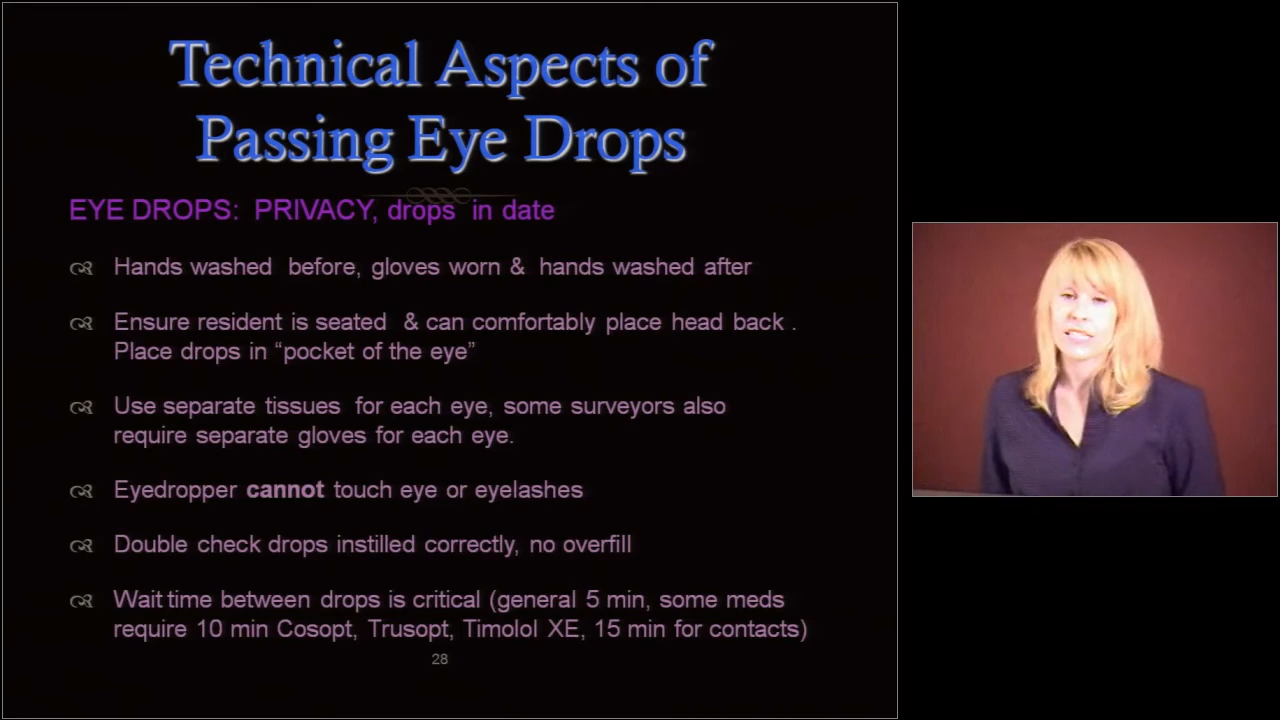 Technical Aspects of
Passing Eye Drops
EYE DROPS: PRIVACY, drops in date
Hands washed before, gloves worn & hands washed after
Ensure resident is seated & can comfortably place head back .
Place drops in “pocket of the eye”
Use separate tissues for each eye, some surveyors also
require separate gloves for each eye.
Eyedropper cannot touch eye or eyelashes
Double check drops instilled correctly, no overfill
Wait time between drops is critical (general 5 min, some meds
require 10 min Cosopt, Trusopt, Timolol XE, 15 min for contacts)
28